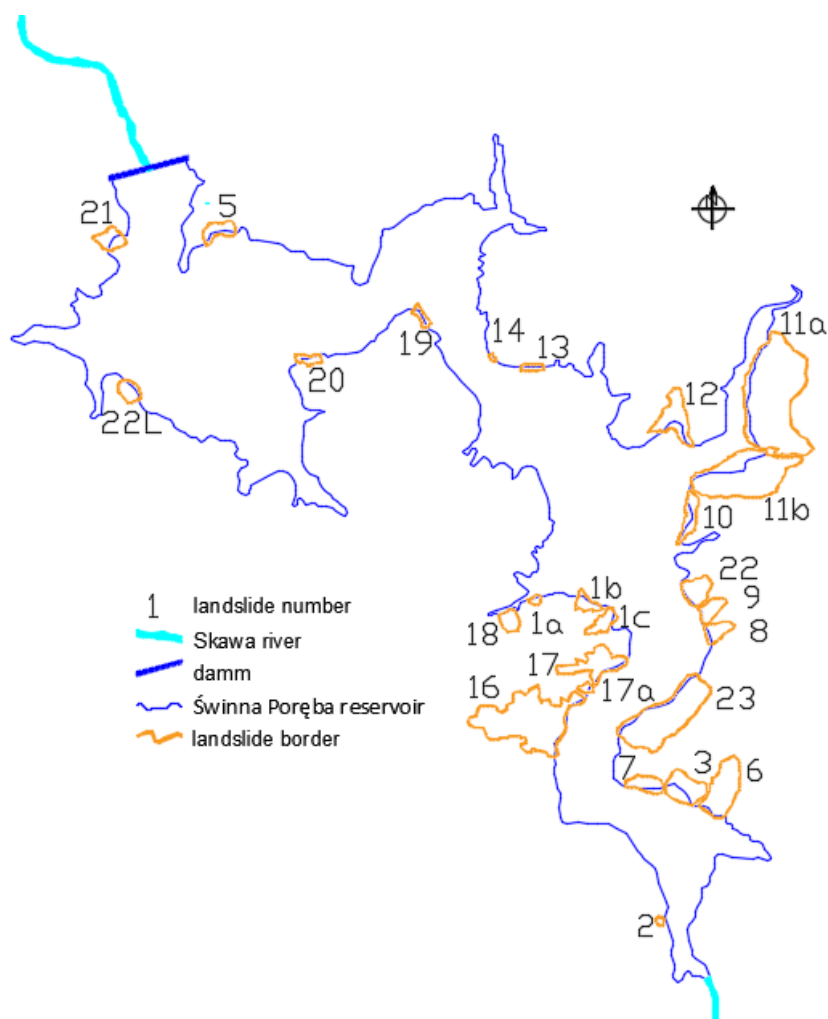 N
21
5
11a
19
14
13
20
12
22L
11b
10
1b
22
9
1 landslide number
1a
1c
8
18
Skawa river
17
damm
16
17a
23
Świnna Poręba reservoir
landslide border
7
3
6
2